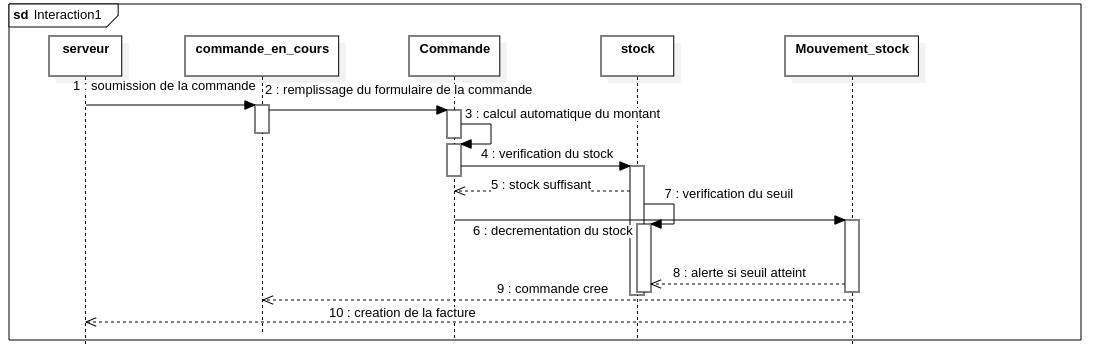 sd Interaction1
serveur
commande_en_cours
Commande
stock
Mouvement_stock
1 : soumission de la commande
2 : remplissage du formulaire de la commande
3 : calcul automatique du montant
4 : verification du stock
5 : stock suffisant
7 : verification du seuil
6 : decrementation du stock
8 : alerte si seuil atteint
9 : commande cree
10 : creation de la facture